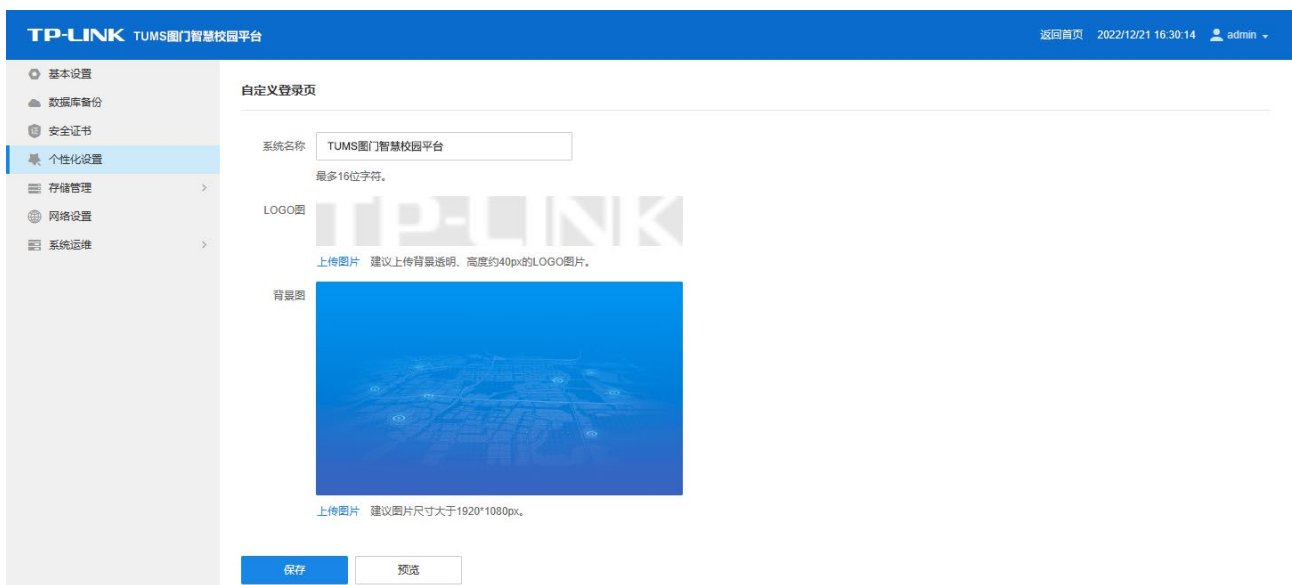 TP-LINK TUMS图门智慧校园平台 返回首页 2022/12/21 16:30:14 admin
基本设置
数据库备份
安全证书
个性化设置
存储管理
网络设置
系统运维
自定义登录页
系统名称 TUMS图门智慧校园平台
最多16位字符。
LOGO图 TP-LINK
上传图片 建议上传背景透明、高度约40px的LOGO图片。
背景图
上传图片 建议图片尺寸大于1920*1080px。
保存 预览